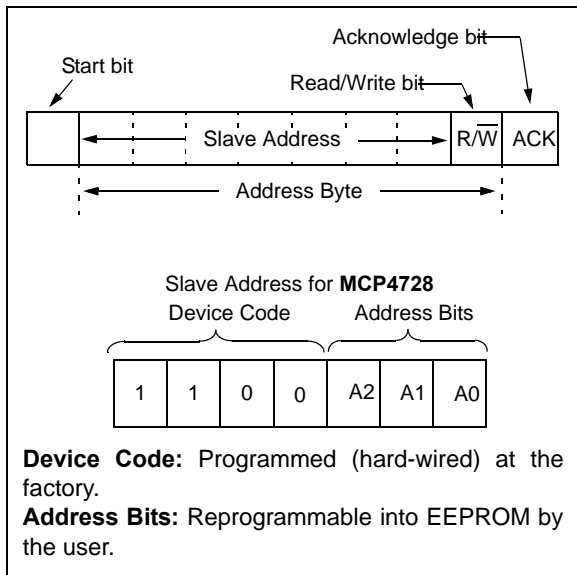 Acknowledge bit
Start bit
Read/Write bit
Slave Address R/W ACK
Address Byte
Slave Address for MCP4728
Device Code Address Bits
1 1 0 0 A2 A1 A0
Device Code: Programmed (hard-wired) at the
factory.
Address Bits: Reprogrammable into EEPROM by
the user.